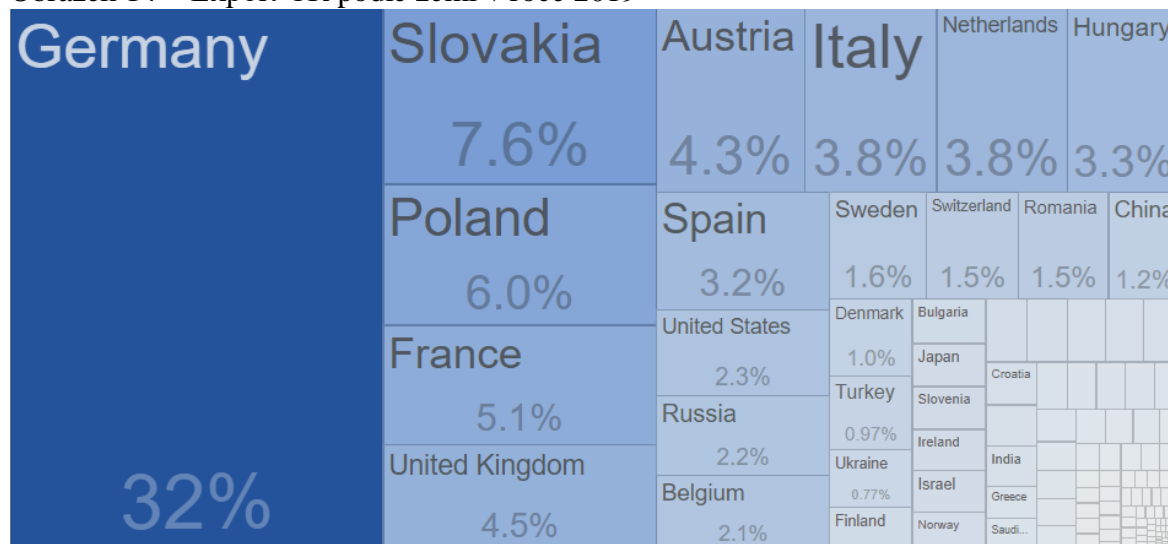 Germany
32%
Slovakia
7.6%
Poland
6.0%
France
5.1%
United Kingdom
4.5%
Austria
4.3%
Italy
3.8%
Netherlands
3.8%
Hungary
3.3%
Spain
3.2%
United States
2.3%
Russia
2.2%
Belgium
2.1%
Sweden
1.6%
Switzerland
1.5%
Romania
1.5%
China
1.2%
Denmark
1.0%
Turkey
0.97%
Ukraine
0.77%
Finland
Bulgaria
Japan
Slovenia
Ireland
Israel
Norway
Croatia
India
Greece
Saudi...